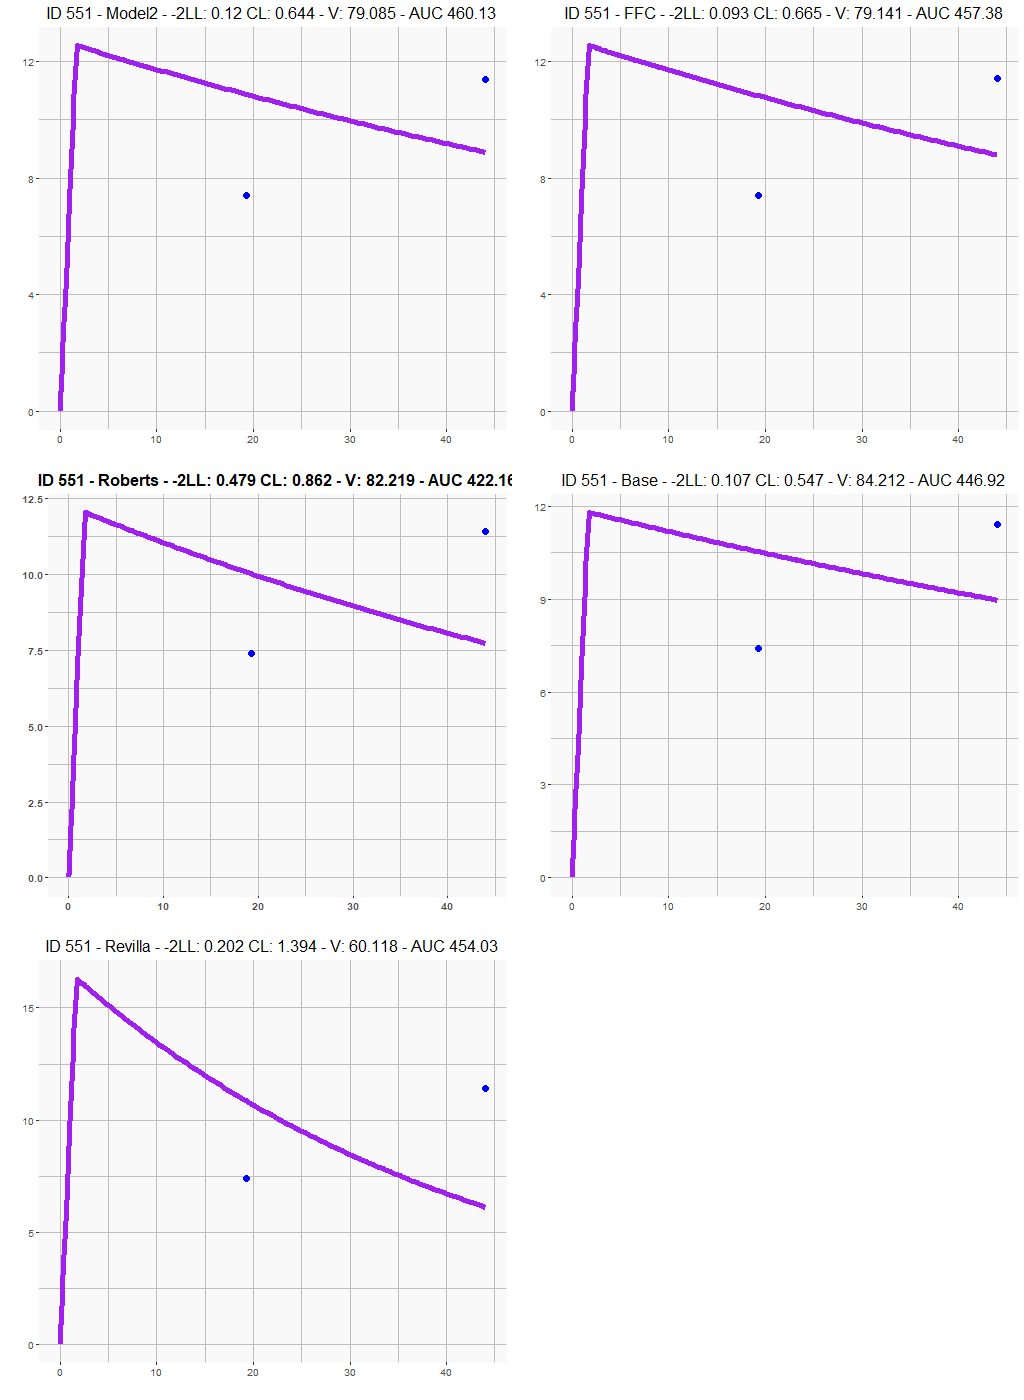 ID 551 - Model2 - -2LL: 0.12 CL: 0.644 - V: 79.085 - AUC 460.13
12
8
4
0
0 10 20 30 40
ID 551 - FFC - -2LL: 0.093 CL: 0.665 - V: 79.141 - AUC 457.38
12
8
4
0
0 10 20 30 40
ID 551 - Roberts - -2LL: 0.479 CL: 0.862 - V: 82.219 - AUC 422.16
12.5
10.0
7.5
5.0
2.5
0.0
0 10 20 30 40
ID 551 - Base - -2LL: 0.107 CL: 0.547 - V: 84.212 - AUC 446.92
12
9
6
3
0
0 10 20 30 40
ID 551 - Revilla - -2LL: 0.202 CL: 1.394 - V: 60.118 - AUC 454.03
15
10
5
0
0 10 20 30 40